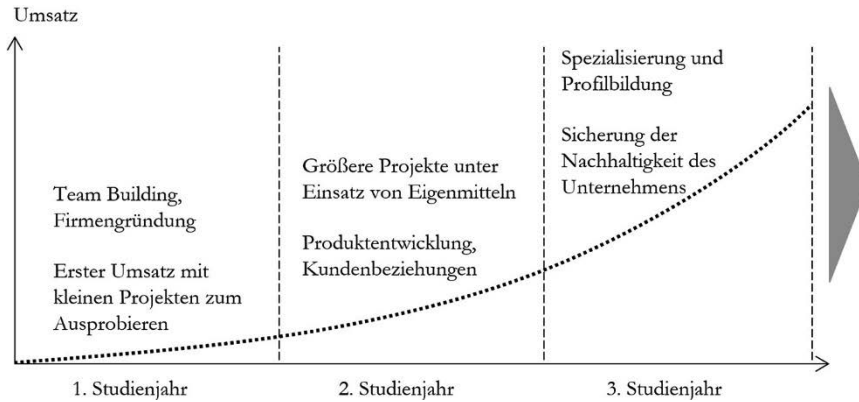 Umsatz
Team Building,
Firmengründung
Erster Umsatz mit
kleinen Projekten zum
Ausprobieren
Größere Projekte unter
Einsatz von Eigenmitteln
Produktentwicklung,
Kundenbeziehungen
Spezialisierung und
Profilbildung
Sicherung der
Nachhaltigkeit des
Unternehmens
1. Studienjahr
2. Studienjahr
3. Studienjahr